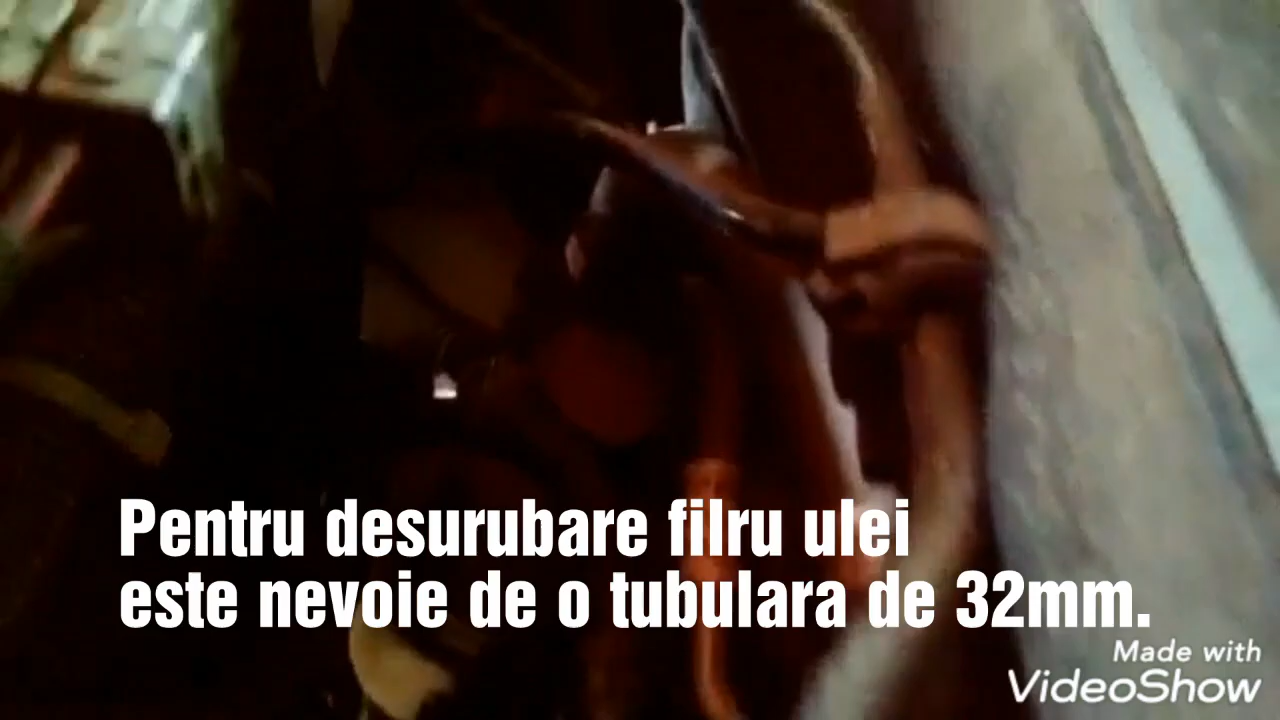 Pentru desurubare filru ulei
este nevoie de o tubulara de 32mm.
Made with
VideoShow